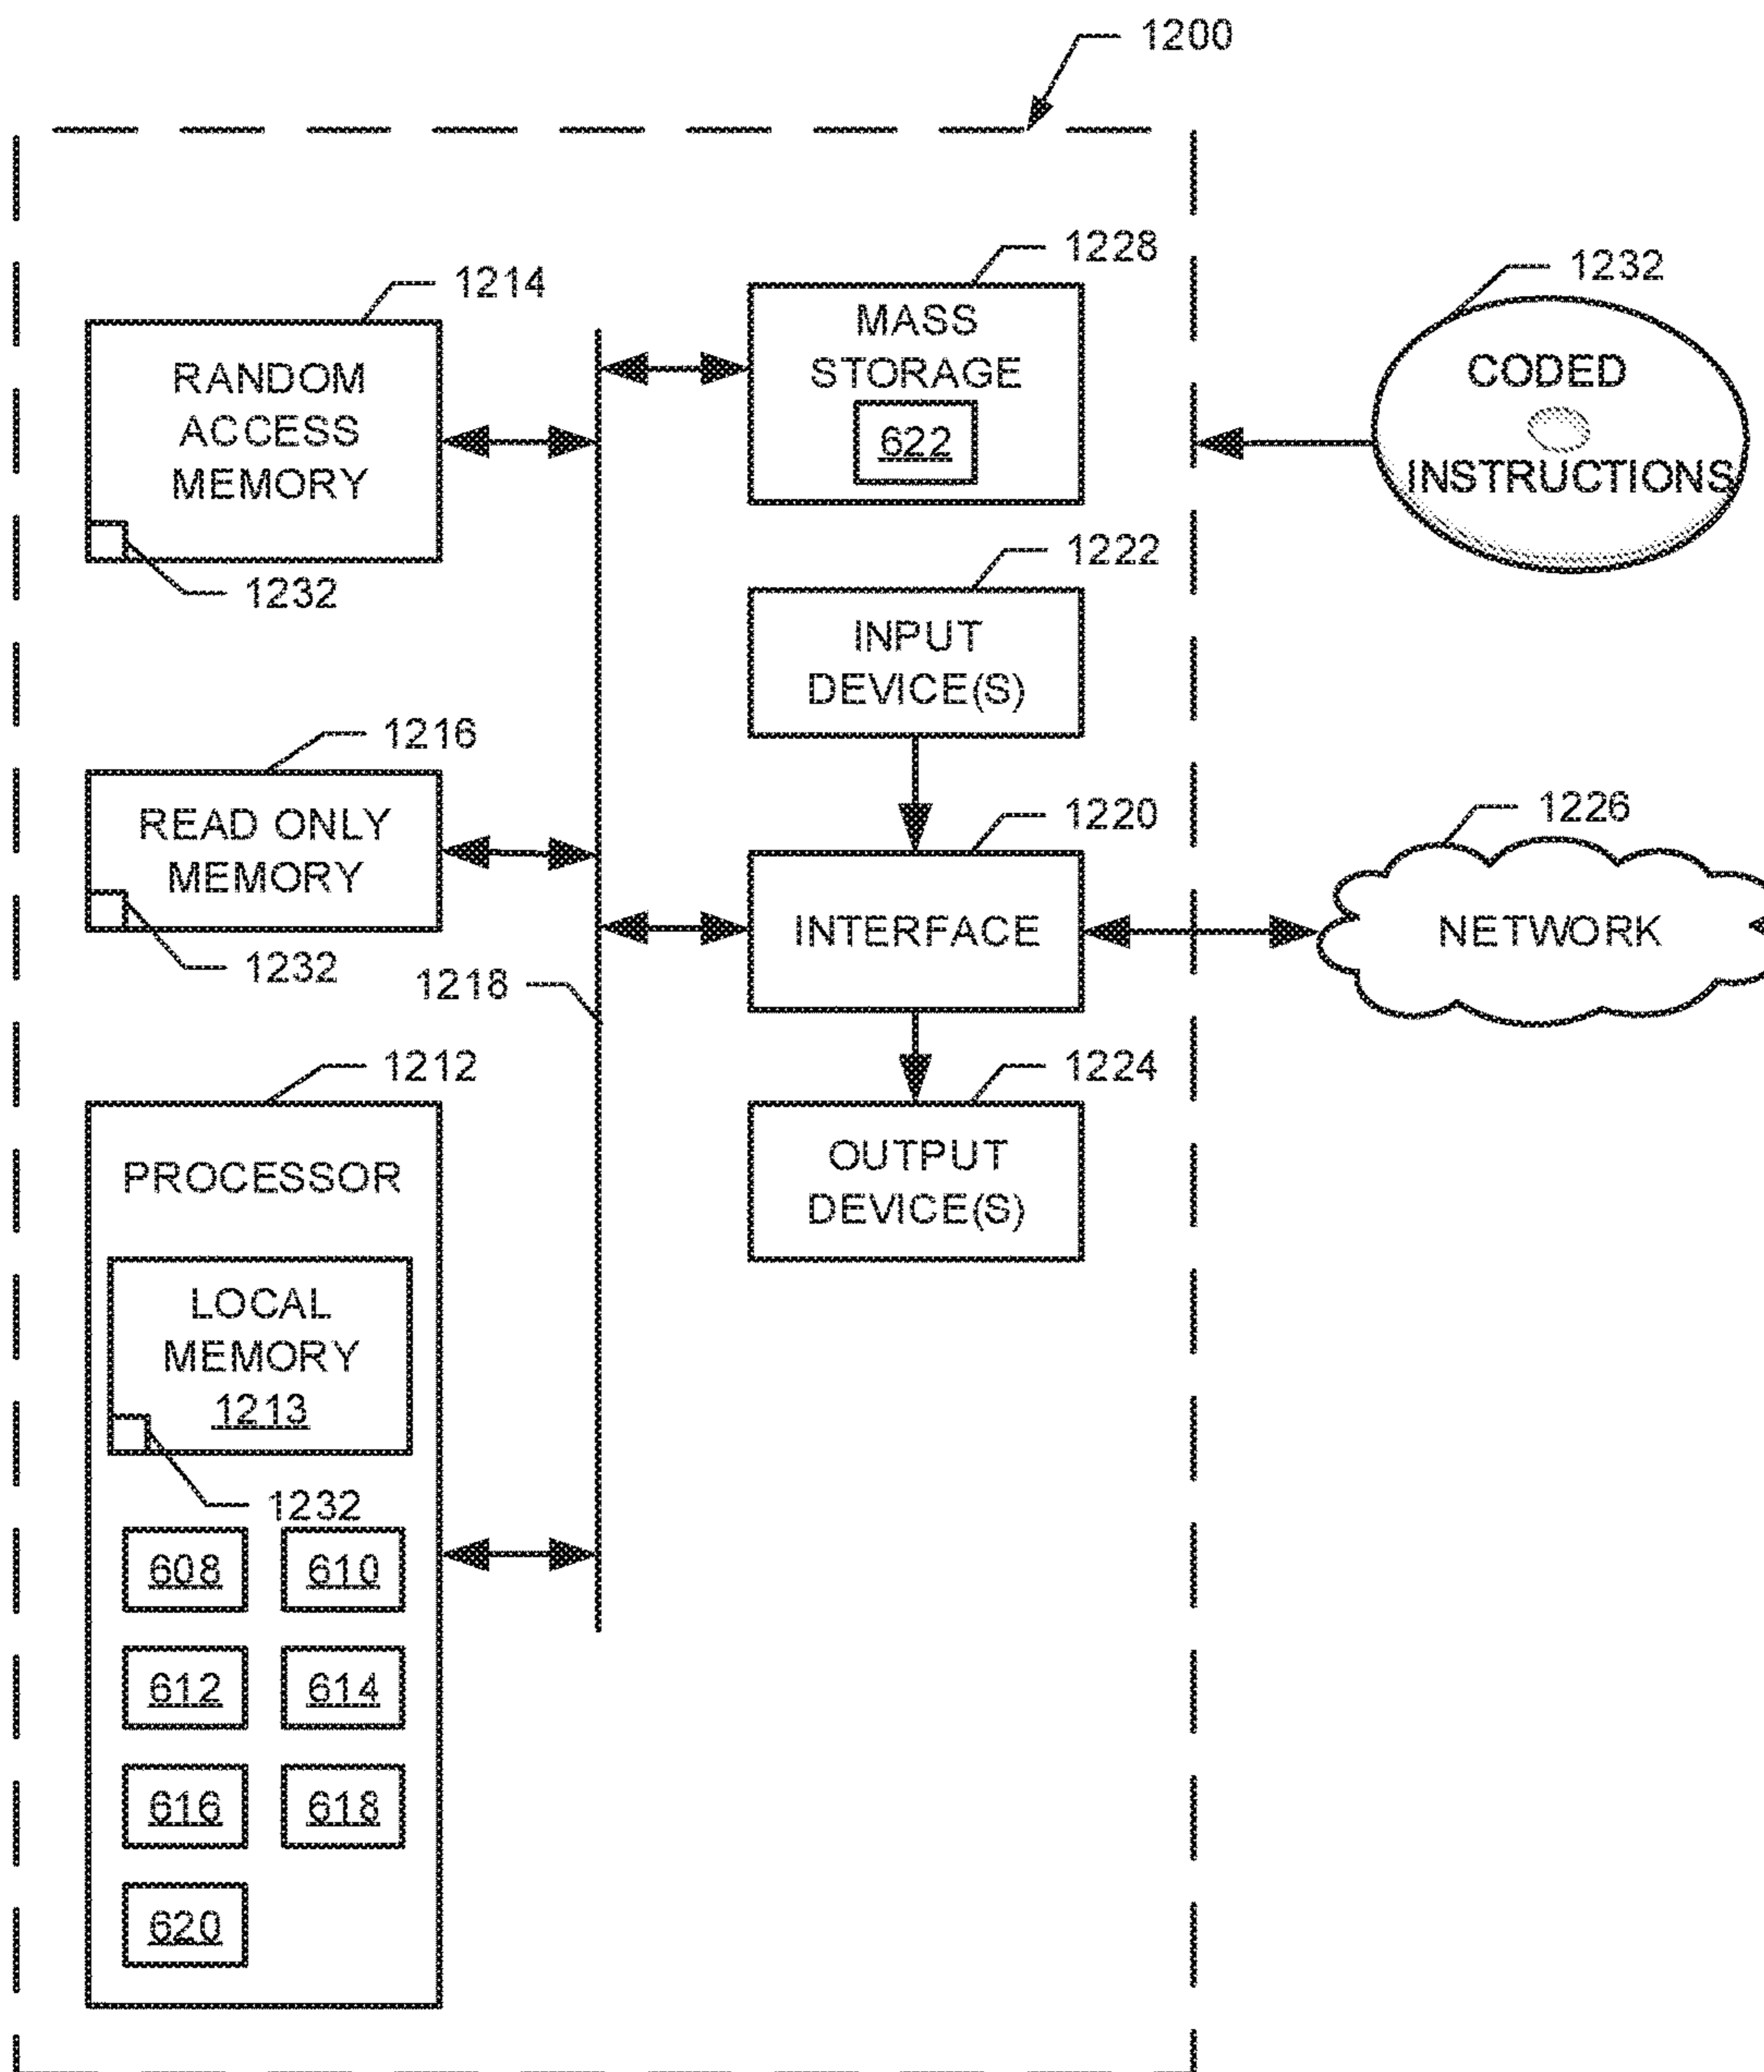 1200
1214
RANDOM
ACCESS
MEMORY
1232
1228
MASS
STORAGE
622
1232
CODED
INSTRUCTIONS
1222
INPUT
DEVICE(S)
1216
READ ONLY
MEMORY
1232
1218
1220
INTERFACE
1226
NETWORK
1212
PROCESSOR
LOCAL
MEMORY
1213
1232
1224
OUTPUT
DEVICE(S)
608
610
612
614
616
618
620